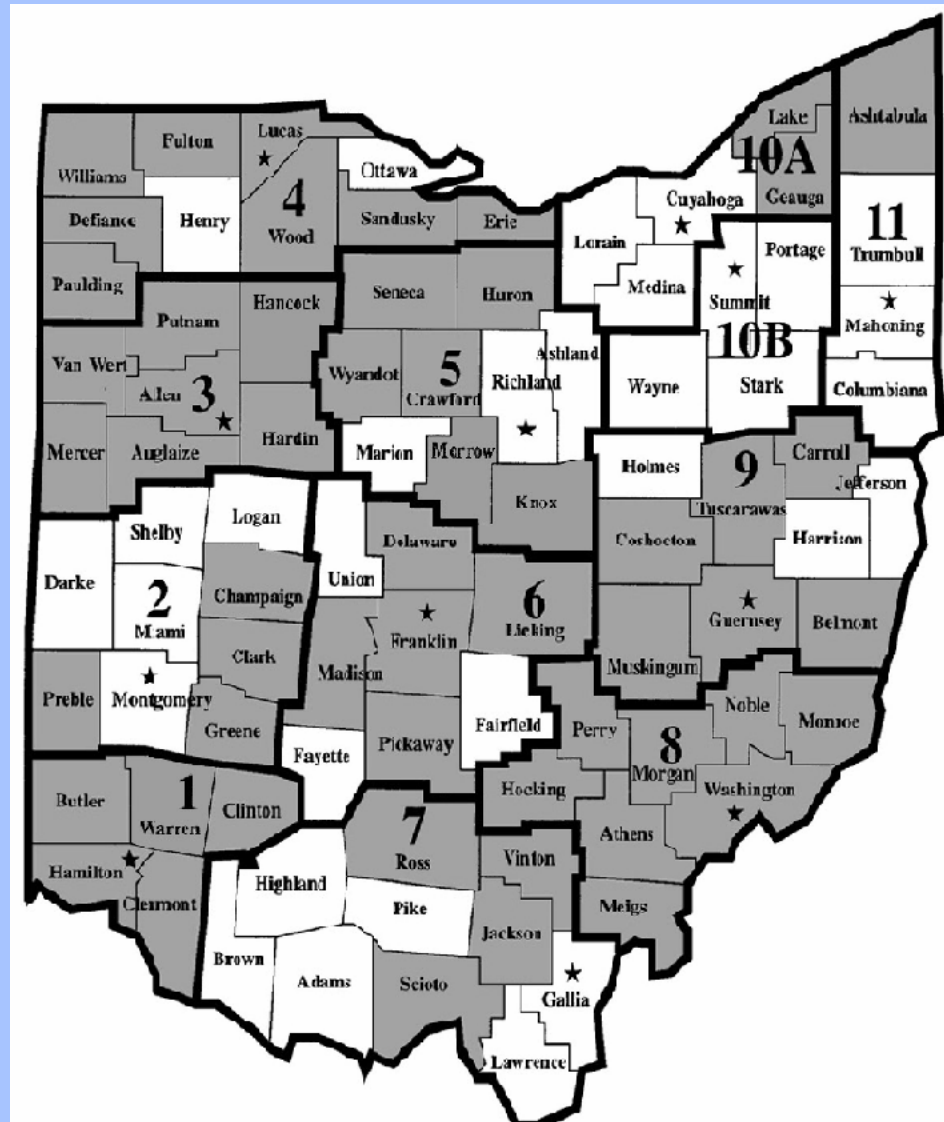 Lake
Ashtabula
10A
Geauga
Lucas
Fulton
Ottawa
Williams
Cuyahoga
4
Henry
Defiance
Sandusky
Erie
Wood
Lorain
11
Portage
Trumbull
Paulding
Medina
Seneca
Huron
Summit
Hancock
Putnam
Mahoning
10B
Ashland
Van Wert
Wyandot
5
Richland
Wayne
Stark
Columbiana
Allen
3
Crawford
Mercer
Auglaize
Hardin
Marion
Morrow
Holmes
9
Carroll
Jefferson
Knox
Tuscarawas
Logan
Shelby
Delaware
Coshocton
Harrison
Darke
Union
2
Champaign
6
Miami
Licking
Franklin
Guernsey
Belmont
Clark
Madison
Muskingum
Preble
Montgomery
Noble
Monroe
Greene
Fairfield
Perry
Pickaway
8
Fayette
Morgan
Hocking
Washington
Butler
1
Clinton
Warren
7
Athens
Ross
Vinton
Hamilton
Highland
Clermont
Pike
Meigs
Jackson
Brown
Adams
Scioto
Gallia
Lawrence